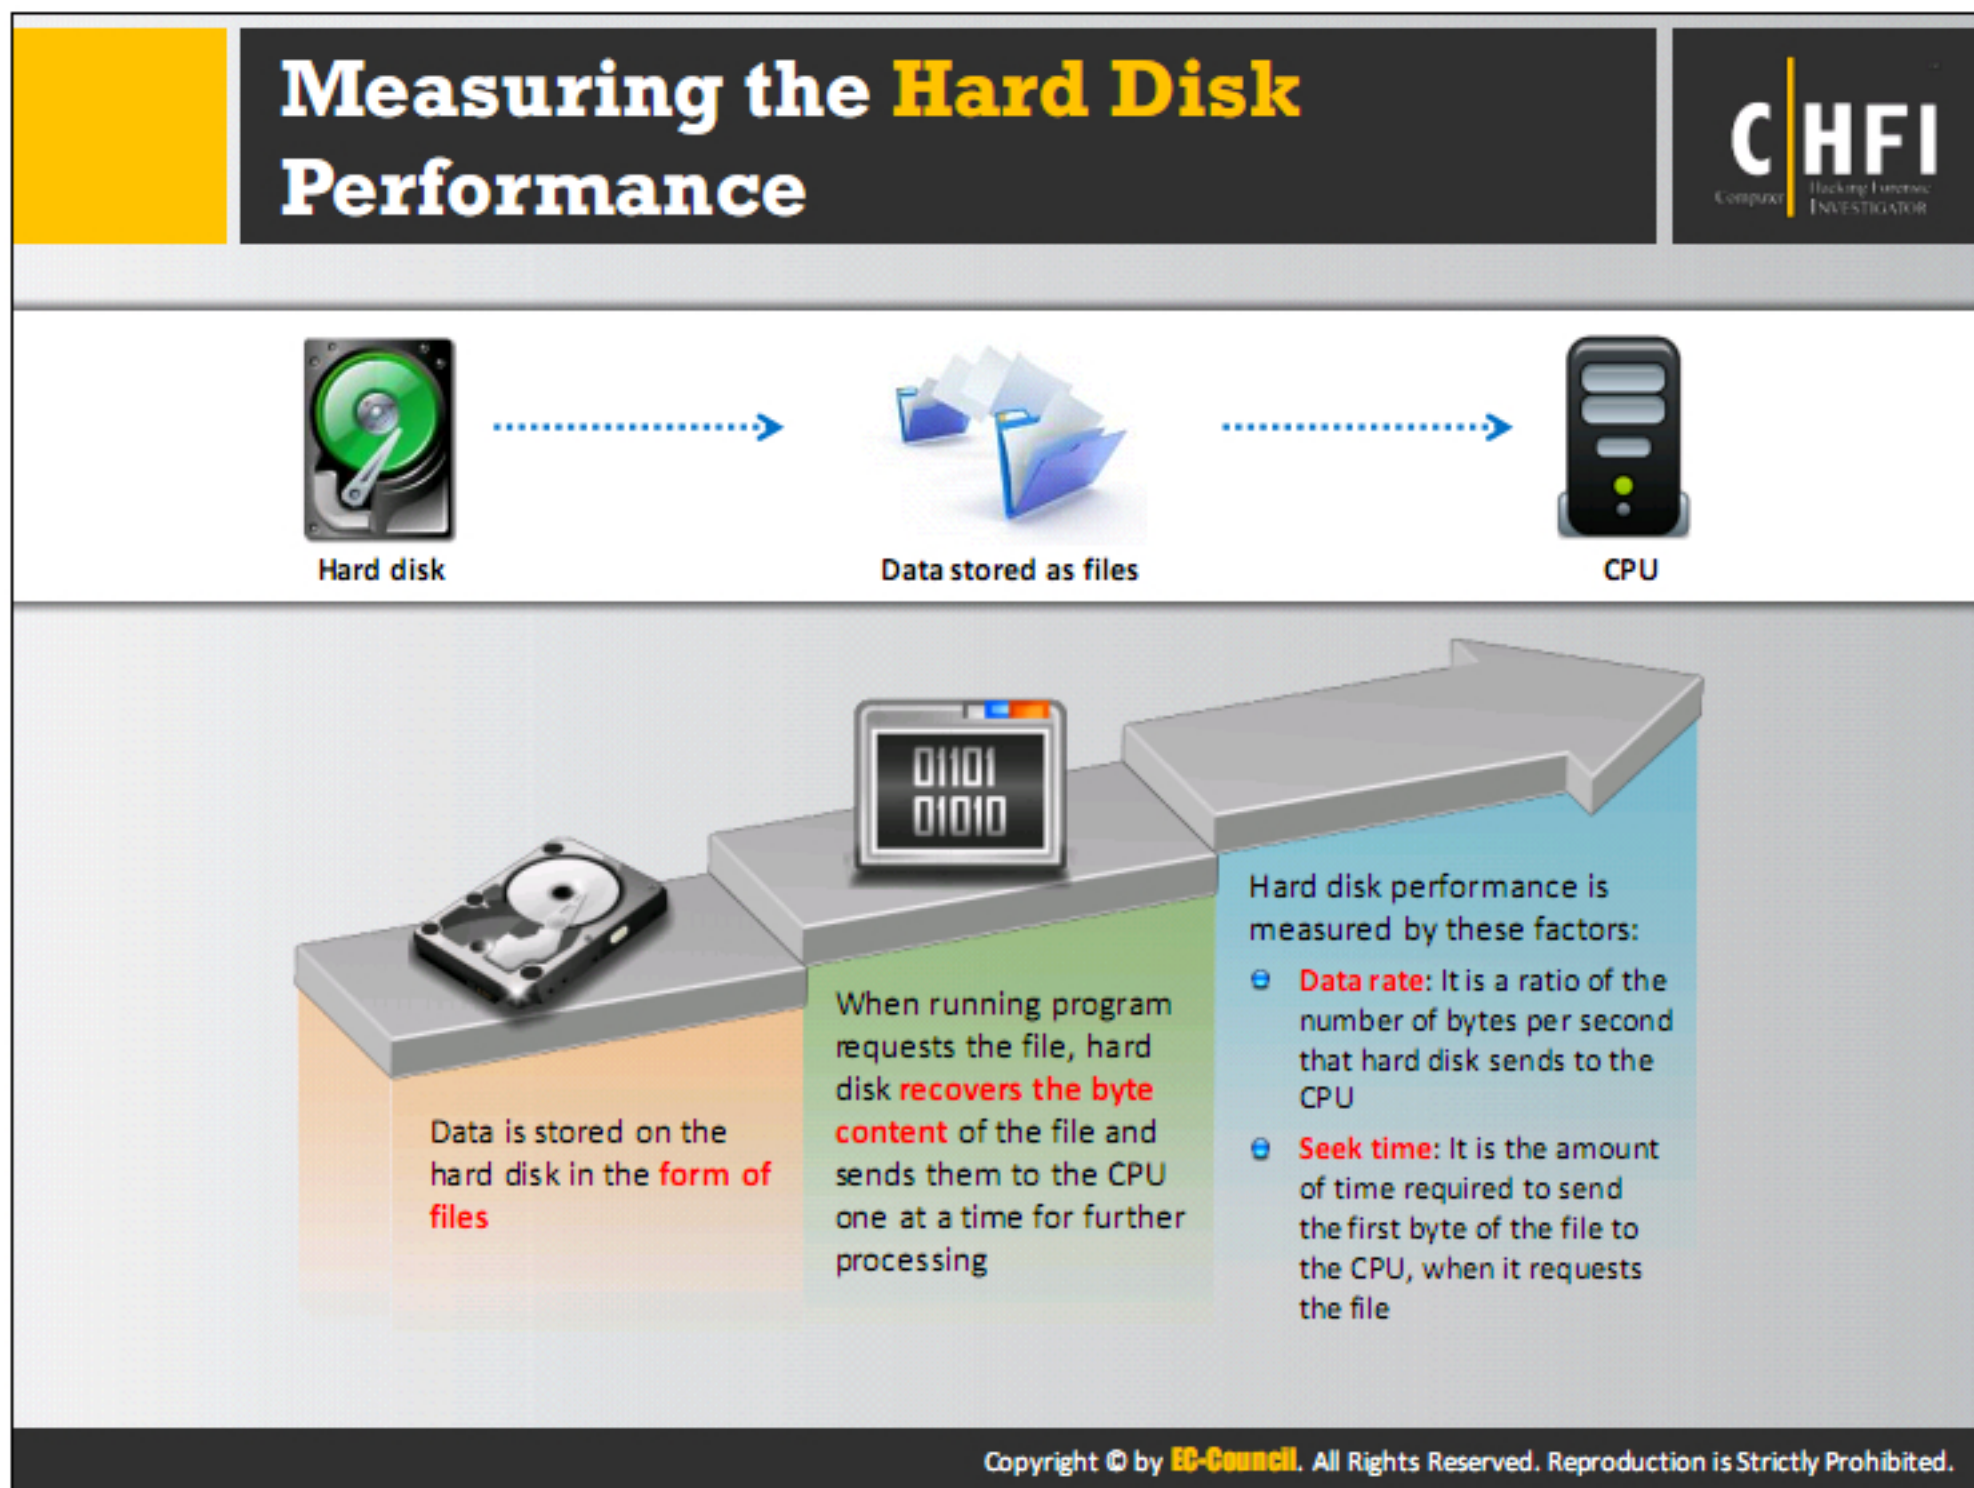 Measuring the Hard Disk
Performance
C HFI
Computer
Hacking Forensic
INVESTIGATOR
Hard disk
Data stored as files
CPU
01101
01010
Data is stored on the
hard disk in the form of
files
When running program
requests the file, hard
disk recovers the byte
content of the file and
sends them to the CPU
one at a time for further
processing
Hard disk performance is
measured by these factors:
Data rate: It is a ratio of the
number of bytes per second
that hard disk sends to the
CPU
Seek time: It is the amount
of time required to send
the first byte of the file to
the CPU, when it requests
the file
Copyright © by EC-Council. All Rights Reserved. Reproduction is Strictly Prohibited.